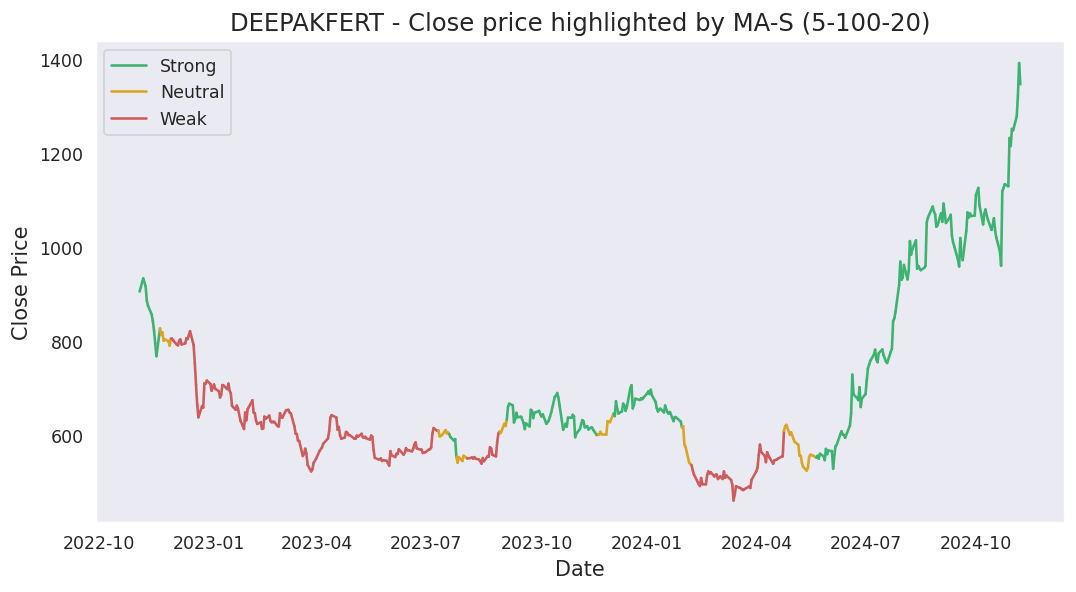 DEEPAKFERT - Close price highlighted by MA-S (5-100-20)
Strong
Neutral
Weak
1400
1200
1000
800
600
Close Price
2022-10 2023-01 2023-04 2023-07 2023-10 2024-01 2024-04 2024-07 2024-10
Date